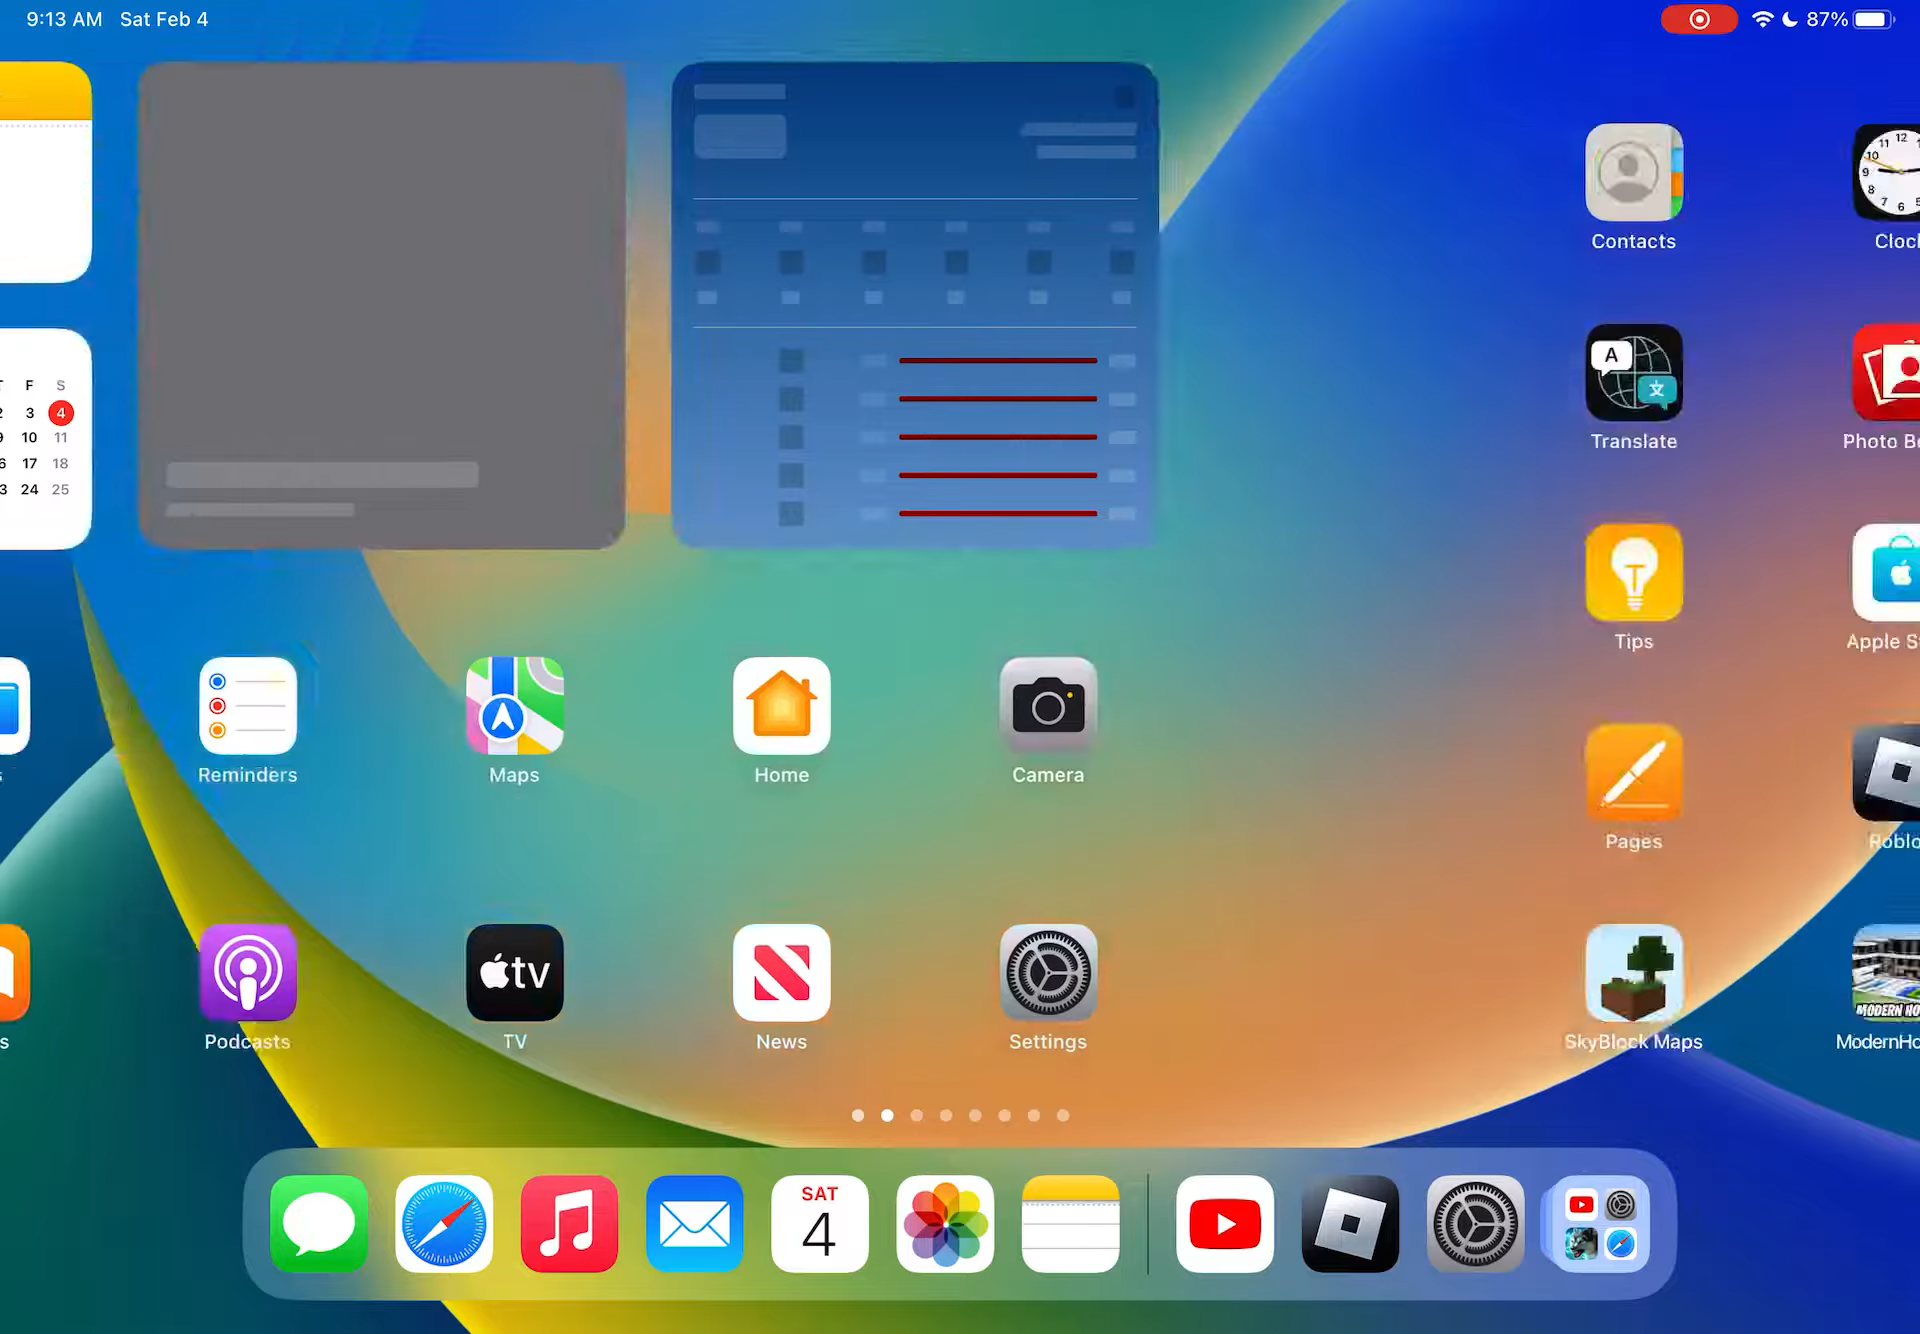 9:13 AM Sat Feb 4
87%
F S
3 4
10 11
17 18
24 25
Contacts
Translate
Tips
Pages
SkyBlock Maps
Reminders
Maps
Home
Camera
Podcasts
tv
TV
News
Settings
SAT
4